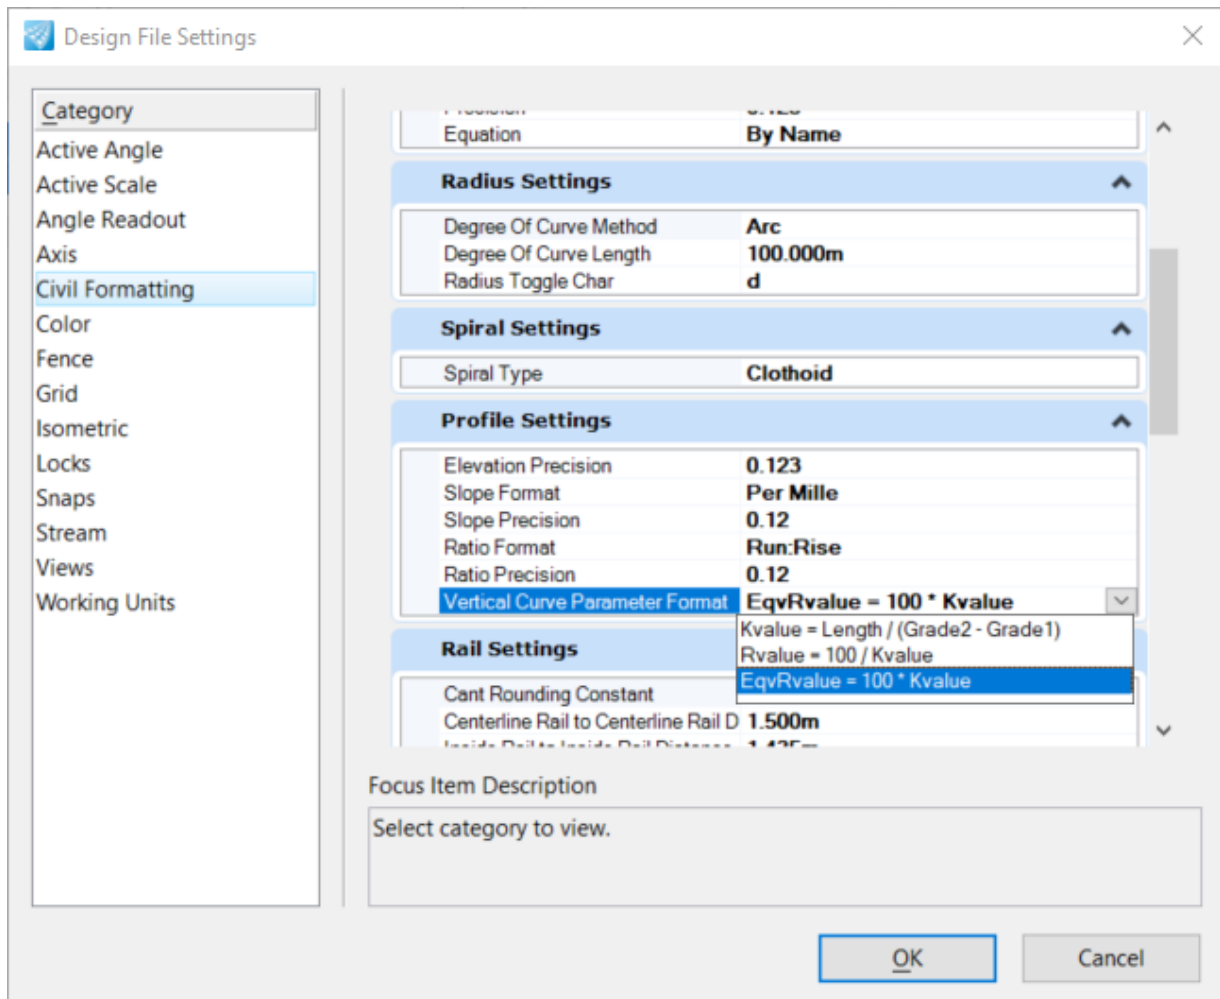 Design File Settings
Category
Active Angle
Active Scale
Angle Readout
Axis
Civil Formatting
Color
Fence
Grid
Isometric
Locks
Snaps
Stream
Views
Working Units
Equation By Name
Radius Settings
Degree Of Curve Method Arc
Degree Of Curve Length 100.000m
Radius Toggle Char d
Spiral Settings
Spiral Type Clothoid
Profile Settings
Elevation Precision 0.123
Slope Format Per Mille
Slope Precision 0.12
Ratio Format Run:Rise
Ratio Precision 0.12
Vertical Curve Parameter Format EqvRvalue = 100 * Kvalue
Kvalue = Length / (Grade2 - Grade1)
Rvalue = 100 / Kvalue
EqvRvalue = 100 * Kvalue
Rail Settings
Cant Rounding Constant
Centerline Rail to Centerline Rail D 1.500m
Focus Item Description
Select category to view.
OK
Cancel